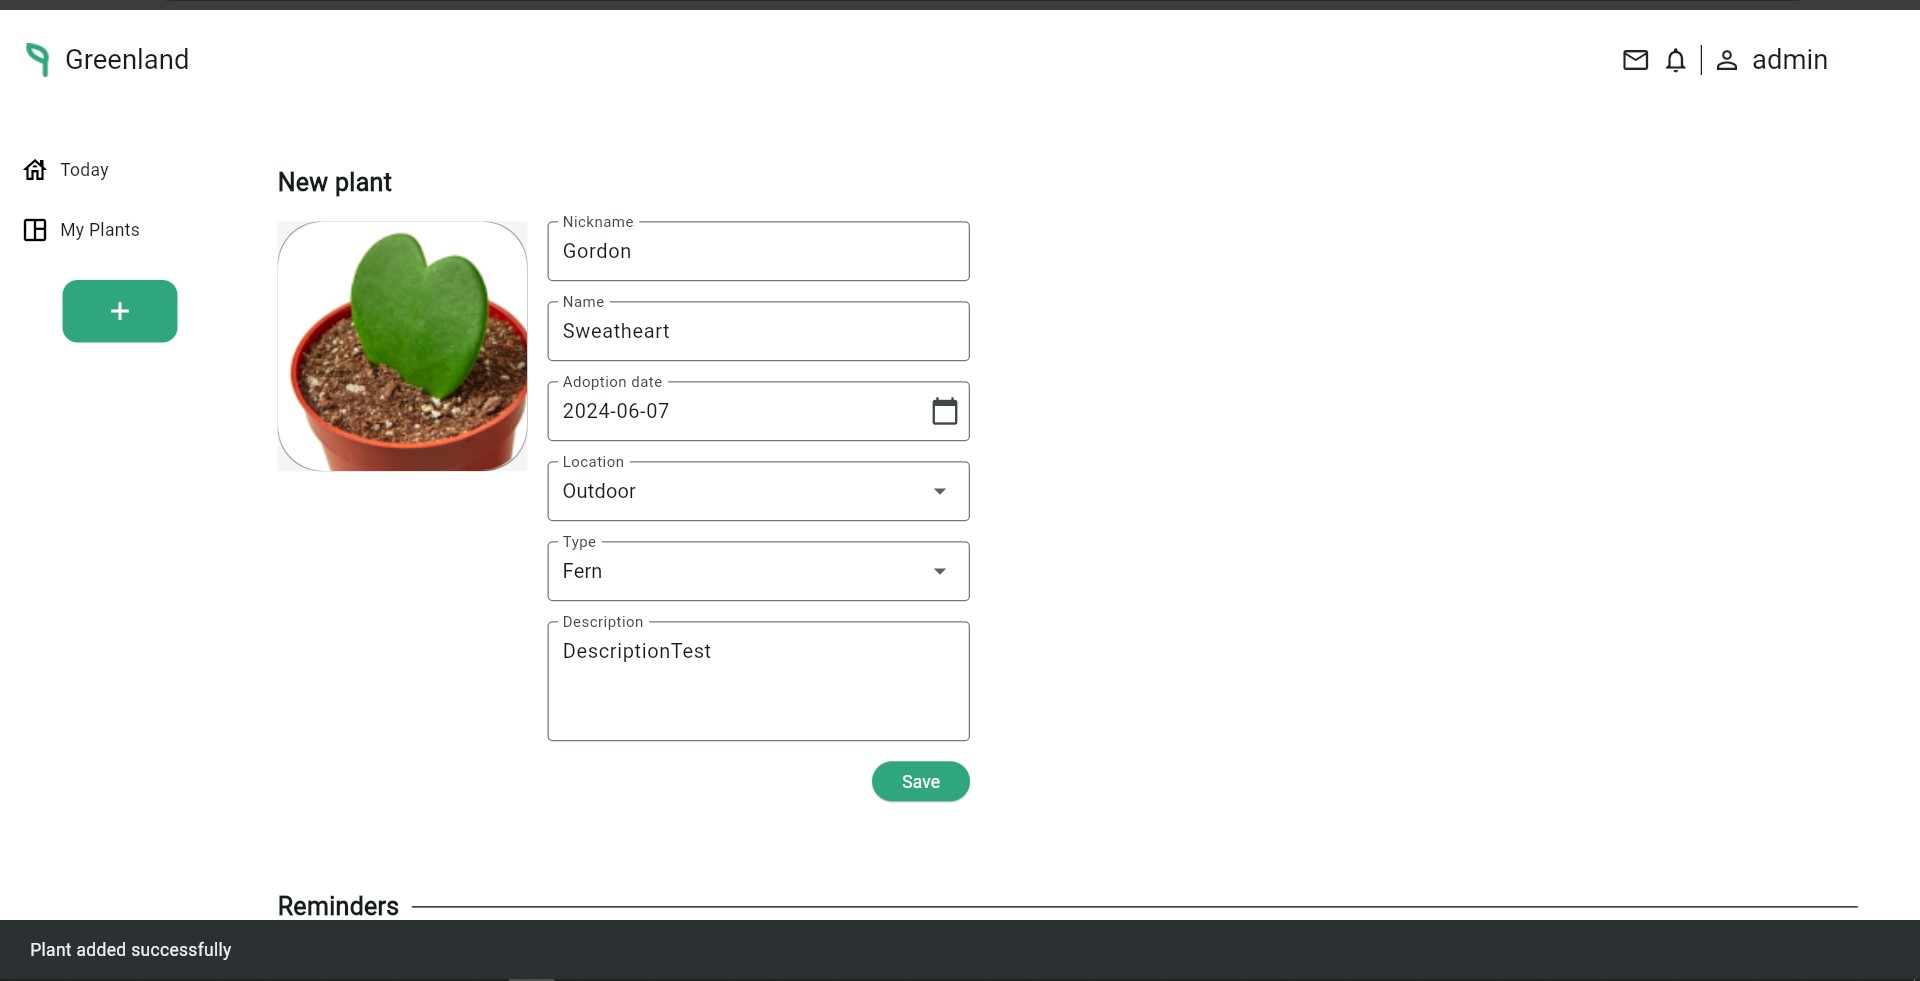 Greenland
admin
Today
My Plants
+
New plant
Nickname
Gordon
Name
Sweatheart
Adoption date
2024-06-07
Location
Outdoor
Type
Fern
Description
DescriptionTest
Save
Reminders
Plant added successfully